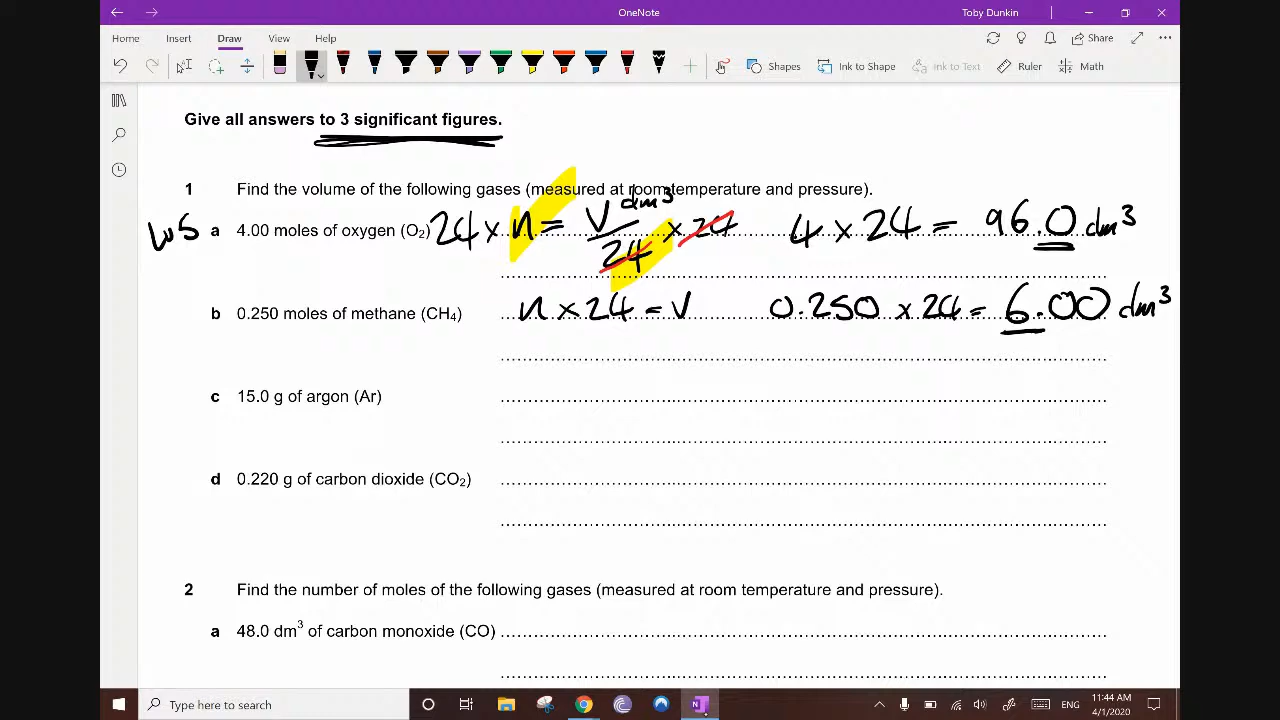 OneNote
Toby Dunkin
Home Insert Draw View Help
Share
Shapes Ink to Shape Ink to Text Ruler Math
Give all answers to 3 significant figures.
1 Find the volume of the following gases (measured at room temperature and pressure).
ws a 4.00 moles of oxygen (O₂) 24 × n = V dm³ / 24 × 24 4 × 24 = 96.0 dm³
b 0.250 moles of methane (CH₄) n × 24 = V 0.250 × 24 = 6.00 dm³
c 15.0 g of argon (Ar)
d 0.220 g of carbon dioxide (CO₂)
2 Find the number of moles of the following gases (measured at room temperature and pressure).
a 48.0 dm³ of carbon monoxide (CO)
Type here to search
ENG
11:44 AM
4/1/2020